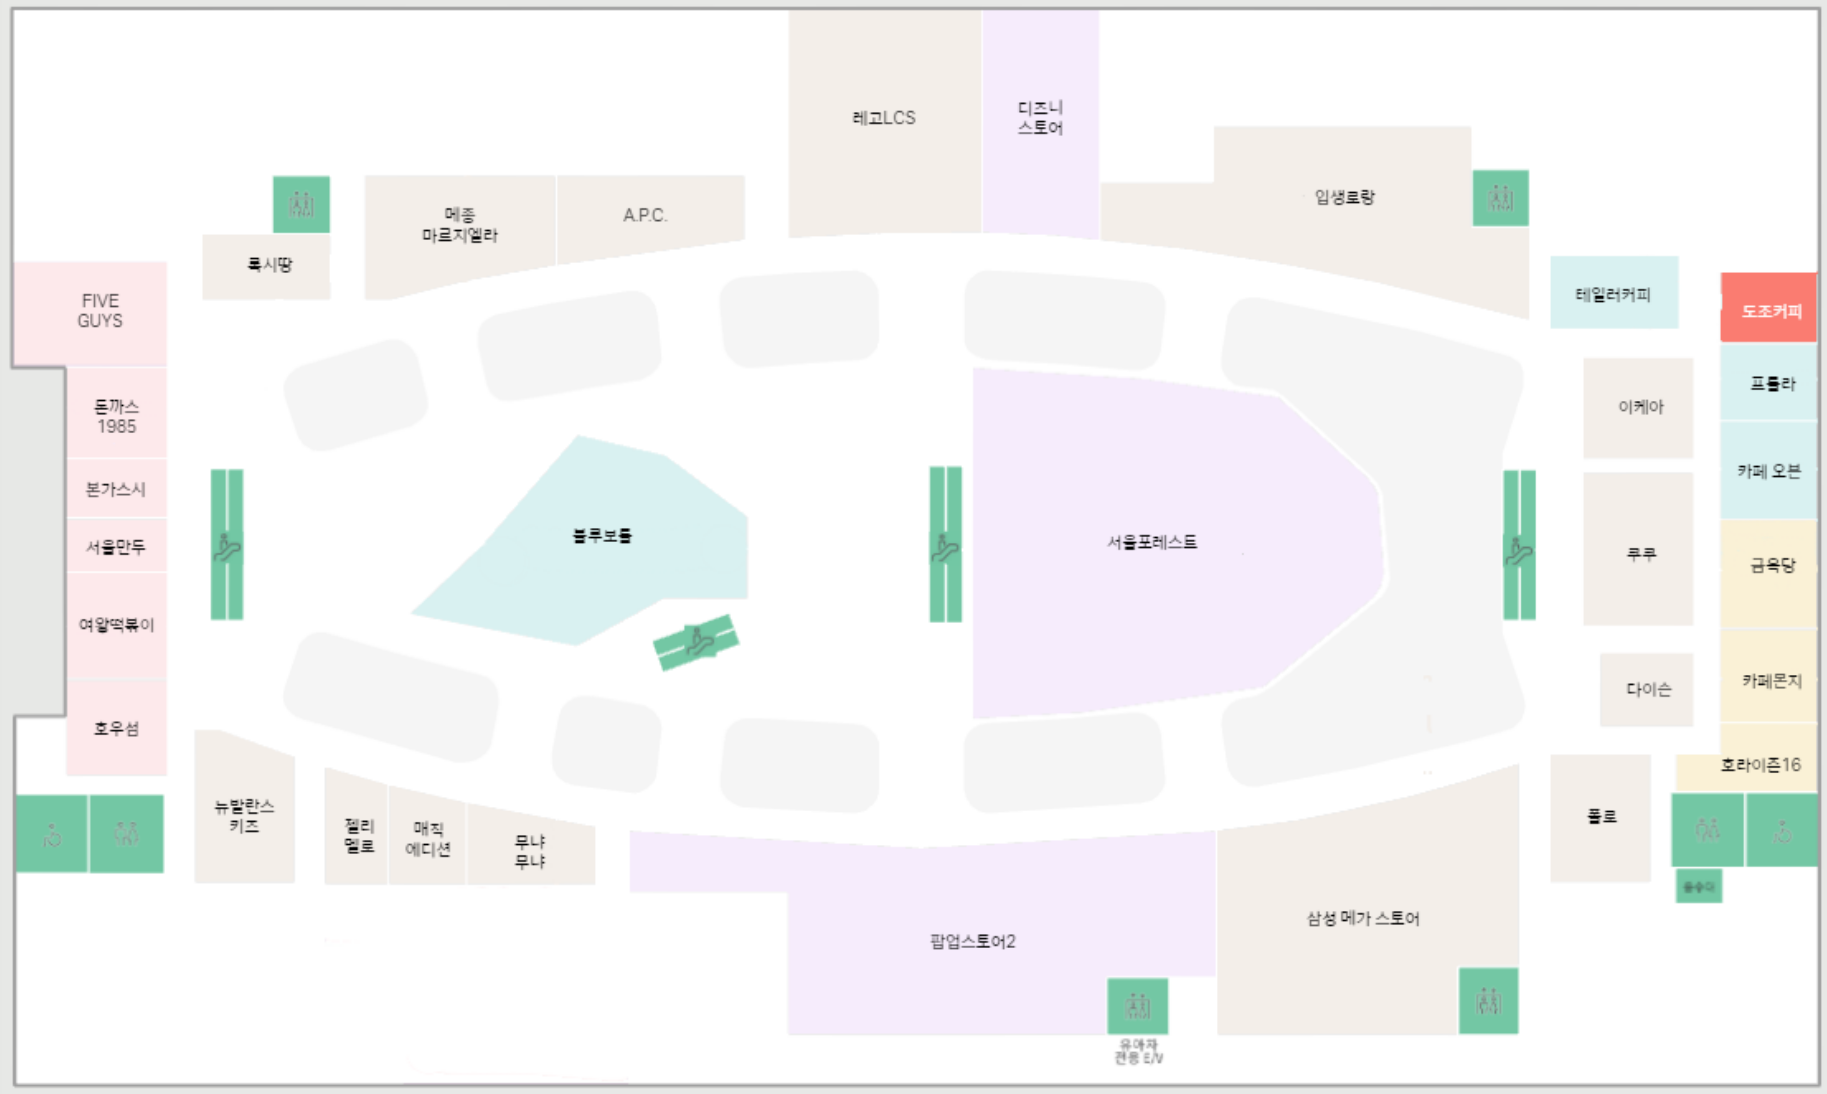 레고LCS
디즈니
스토어
입생로랑
메종
마르지엘라
A.P.C.
록시땅
FIVE
GUYS
테일러커피
도조커피
이케아
프톨라
돈까스
1985
카페 오븐
본가스시
블루보틀
서울포레스트
서울만두
쿠쿠
금옥당
여왕떡볶이
다이슨
카페몬지
호우섬
호라이즌16
뉴발란스
키즈
젤리
멜로
매직
에디션
무냐
무냐
폴로
삼성 메가 스토어
팝업스토어2
유아차
전용 E/V